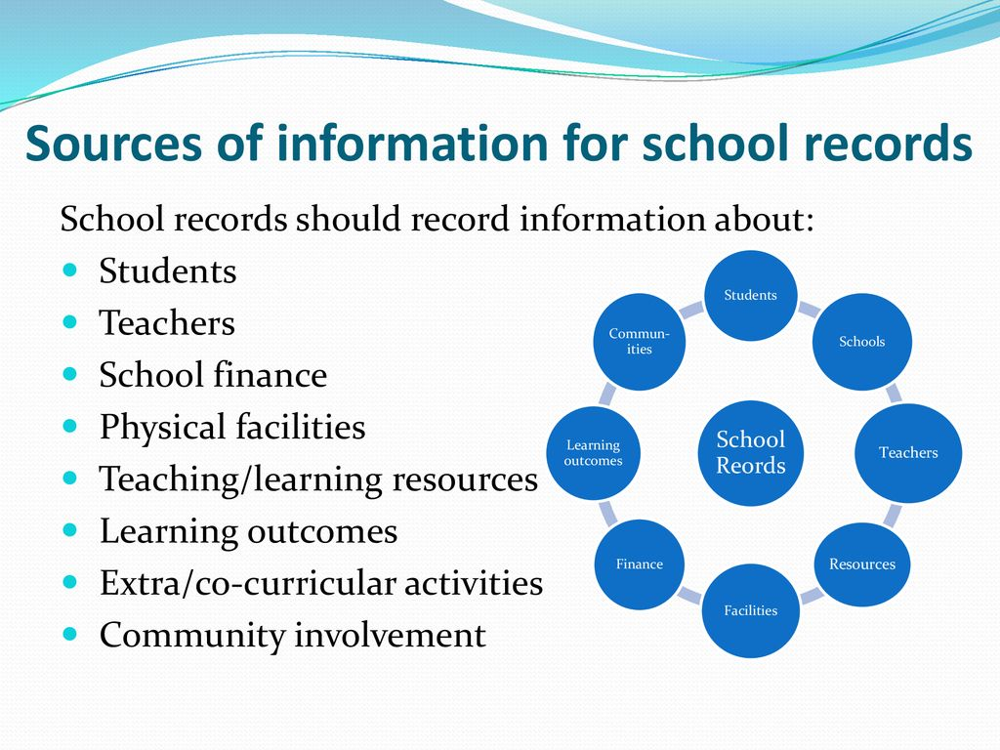 Sources of information for school records
School records should record information about:
• Students
• Teachers
• School finance
• Physical facilities
• Teaching/learning resources
• Learning outcomes
• Extra/co-curricular activities
• Community involvement
Students
Schools
Teachers
Resources
Facilities
Finance
Learning
outcomes
Commun-
ities
School
Reords